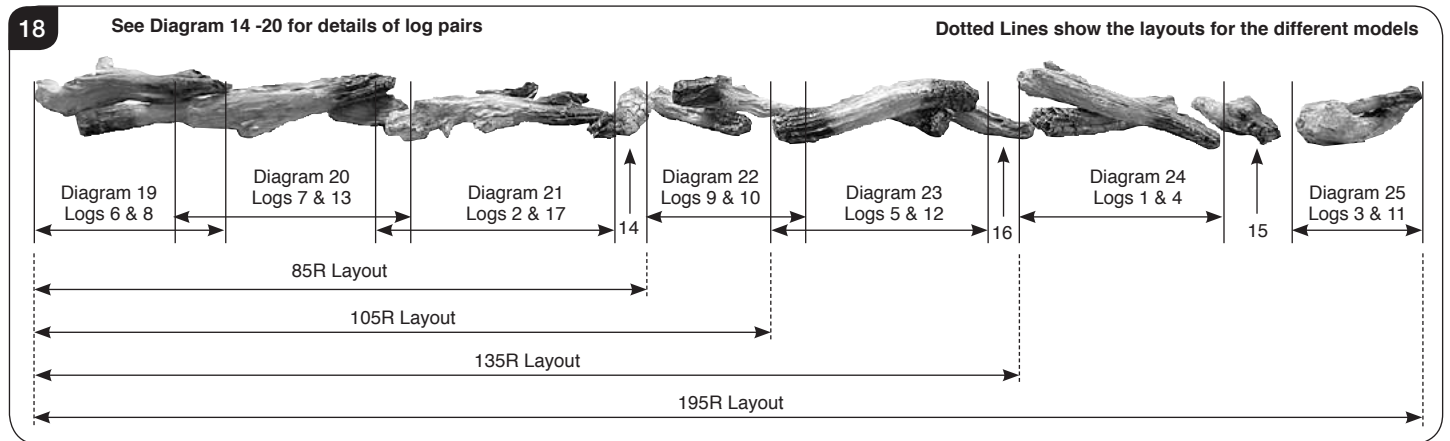 18
See Diagram 14 -20 for details of log pairs
Dotted Lines show the layouts for the different models
Diagram 19
Logs 6 & 8
Diagram 20
Logs 7 & 13
Diagram 21
Logs 2 & 17
14
Diagram 22
Logs 9 & 10
Diagram 23
Logs 5 & 12
16
Diagram 24
Logs 1 & 4
15
Diagram 25
Logs 3 & 11
85R Layout
105R Layout
135R Layout
195R Layout